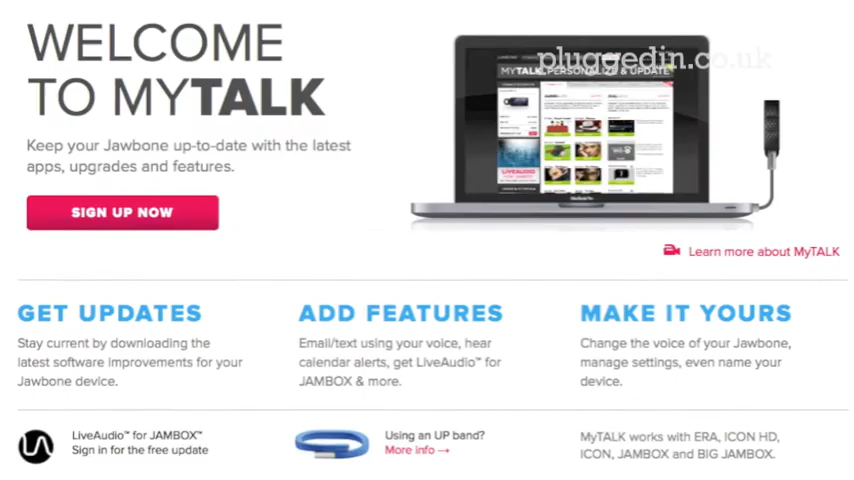 WELCOME
TO MYTALK
pluggedin.co.uk
MYTALK PERSONALIZE & UPDATE
Keep your Jawbone up-to-date with the latest
apps, upgrades and features.
SIGN UP NOW
Learn more about MyTALK
GET UPDATES
Stay current by downloading the
latest software improvements for your
Jawbone device.
ADD FEATURES
Email/text using your voice, hear
calendar alerts, get LiveAudio™ for
JAMBOX & more.
MAKE IT YOURS
Change the voice of your Jawbone,
manage settings, even name your
device.
LiveAudio™ for JAMBOX™
Sign in for the free update
Using an UP band?
More info →
MyTALK works with ERA, ICON HD,
ICON, JAMBOX and BIG JAMBOX.